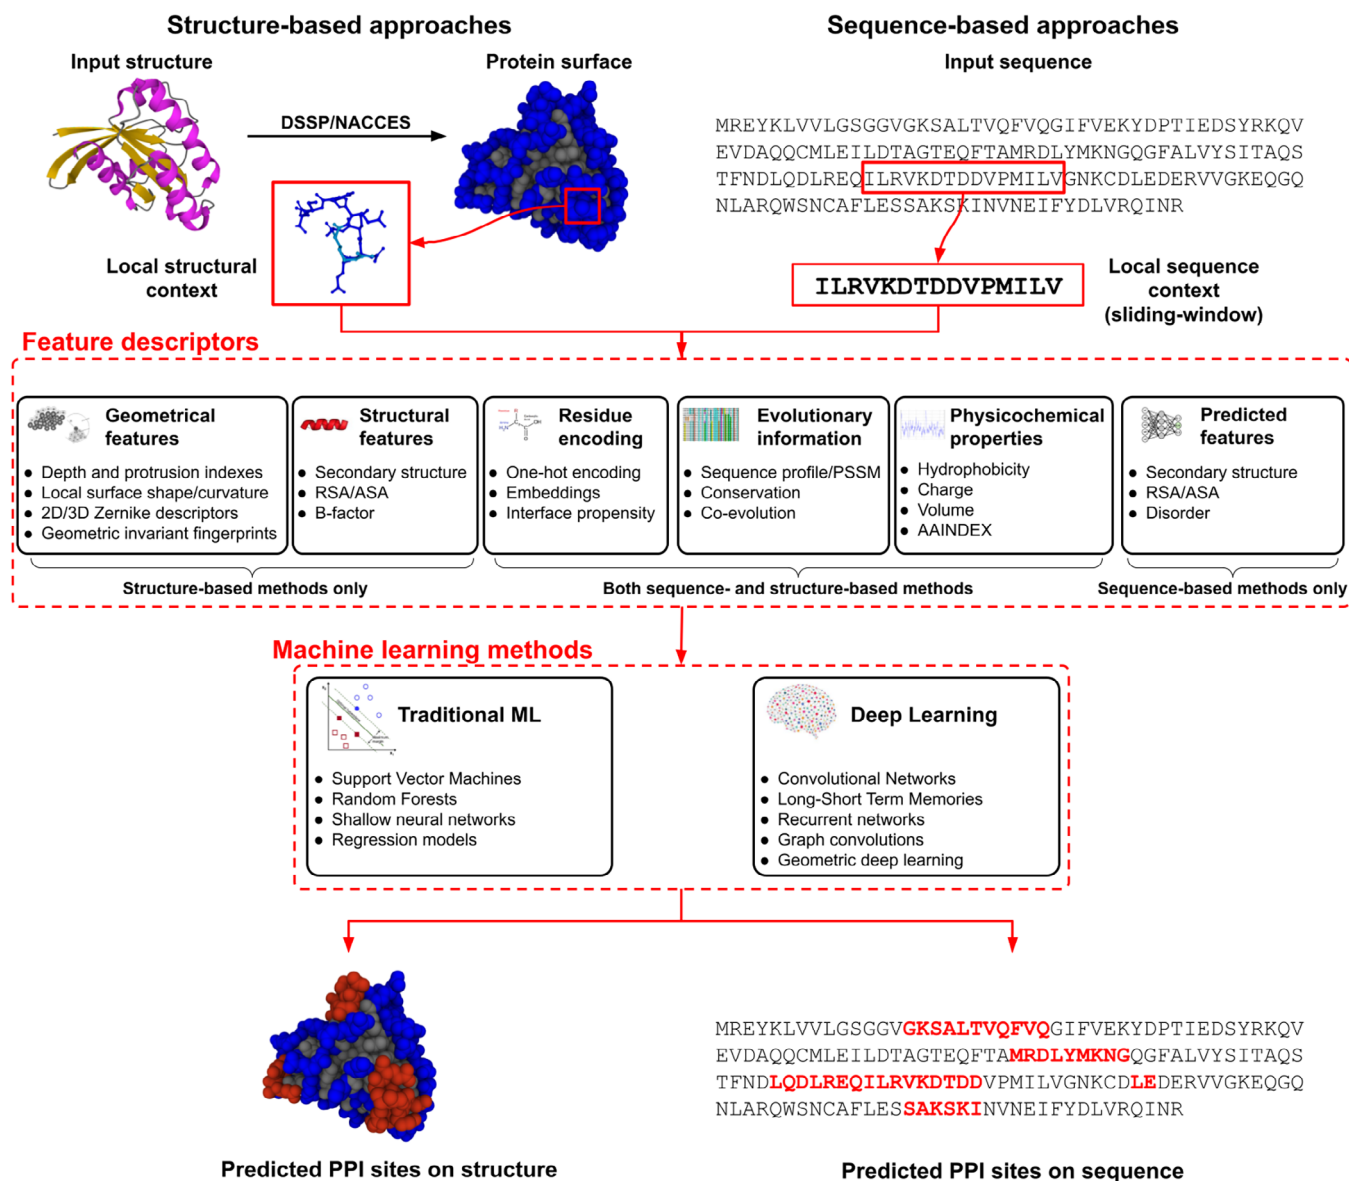 Structure-based approaches
Sequence-based approaches
Input structure
Protein surface
Input sequence
DSSP/NACCES
MREYKLVVLGSGGVGKSALTVQFVQGIFVEKYDPTIEDSYRKQV
EVDAQQCMLEILDTAGTEQFTAMRDLYMKNGQGFALVYSITAQS
TFNDLQDLREQILRVKDTDDVPMILVGNKCDLEDERVVGKEQGQ
NLARQWSNCAFLESSAKSKINVNEIFYDLVRQINR
Local structural
context
ILRVKDTDDVPMILV
Local sequence
context
(sliding-window)
Feature descriptors
Geometrical
features
● Depth and protrusion indexes
● Local surface shape/curvature
● 2D/3D Zernike descriptors
● Geometric invariant fingerprints
Structural
features
● Secondary structure
● RSA/ASA
● B-factor
Residue
encoding
● One-hot encoding
● Embeddings
● Interface propensity
Evolutionary
information
● Sequence profile/PSSM
● Conservation
● Co-evolution
Physicochemical
properties
● Hydrophobicity
● Charge
● Volume
● AAINDEX
Predicted
features
● Secondary structure
● RSA/ASA
● Disorder
Structure-based methods only
Both sequence- and structure-based methods
Sequence-based methods only
Machine learning methods
Traditional ML
● Support Vector Machines
● Random Forests
● Shallow neural networks
● Regression models
Deep Learning
● Convolutional Networks
● Long-Short Term Memories
● Recurrent networks
● Graph convolutions
● Geometric deep learning
MREYKLVVLGSGGVGKSALTVQFVQGIFVEKYDPTIEDSYRKQV
EVDAQQCMLEILDTAGTEQFTAMRDLYMKNGQGFALVYSITAQS
TFNDLQDLREQILRVKDTDDVPMILVGNKCDLEDERVVGKEQGQ
NLARQWSNCAFLESSAKSKINVNEIFYDLVRQINR
Predicted PPI sites on structure
Predicted PPI sites on sequence